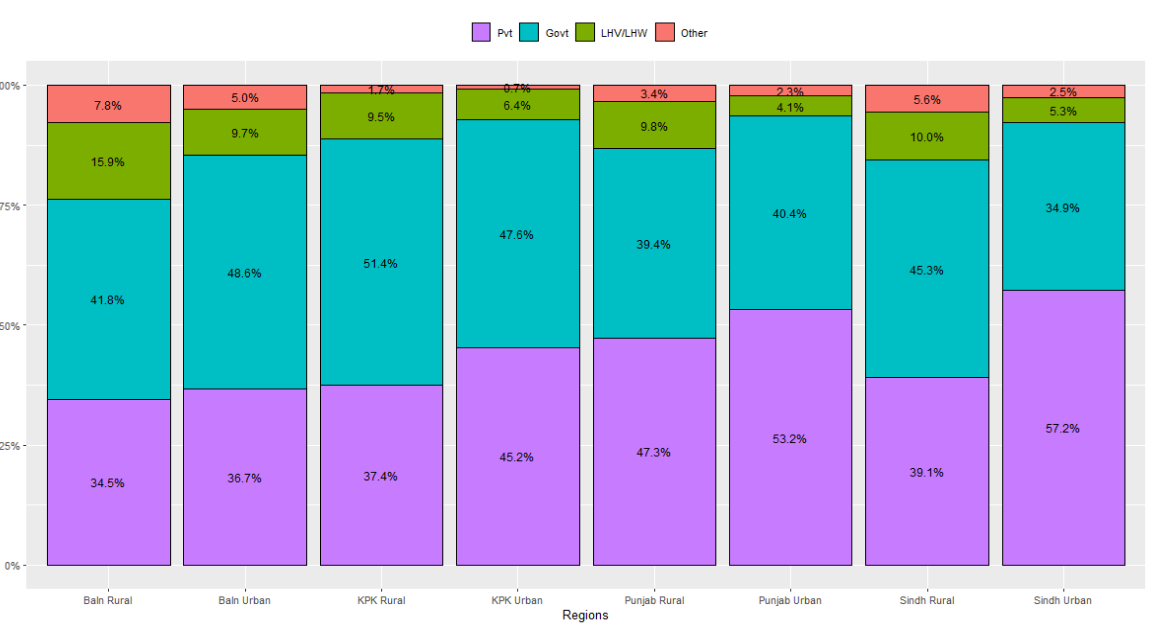 Pvt Govt LHV/LHW Other
00%
7.8% 5.0% 1.7% 0.7% 3.4% 2.3% 5.6% 2.5%
15.9% 9.7% 9.5% 6.4% 9.8% 4.1% 10.0% 5.3%
75%
41.8% 48.6% 51.4% 47.6% 39.4% 40.4% 45.3% 34.9%
50%
25%
34.5% 36.7% 37.4% 45.2% 47.3% 53.2% 39.1% 57.2%
0%
Baln Rural Baln Urban KPK Rural KPK Urban Punjab Rural Punjab Urban Sindh Rural Sindh Urban
Regions